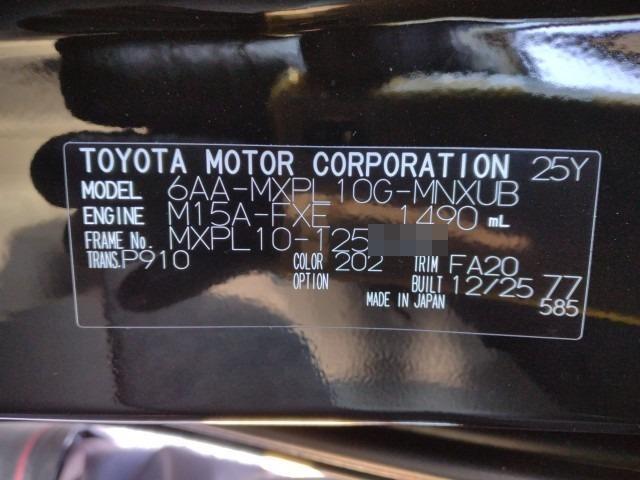 TOYOTA MOTOR CORPORATION 25Y
MODEL 6AA-MXPL10G-MNXUB
ENGINE M15A-FXE 1490 mL
FRAME No. MXPL10-T25
TRANS. P910 COLOR 202 TRIM FA20
OPTION BUILT 12/25 77
MADE IN JAPAN 585